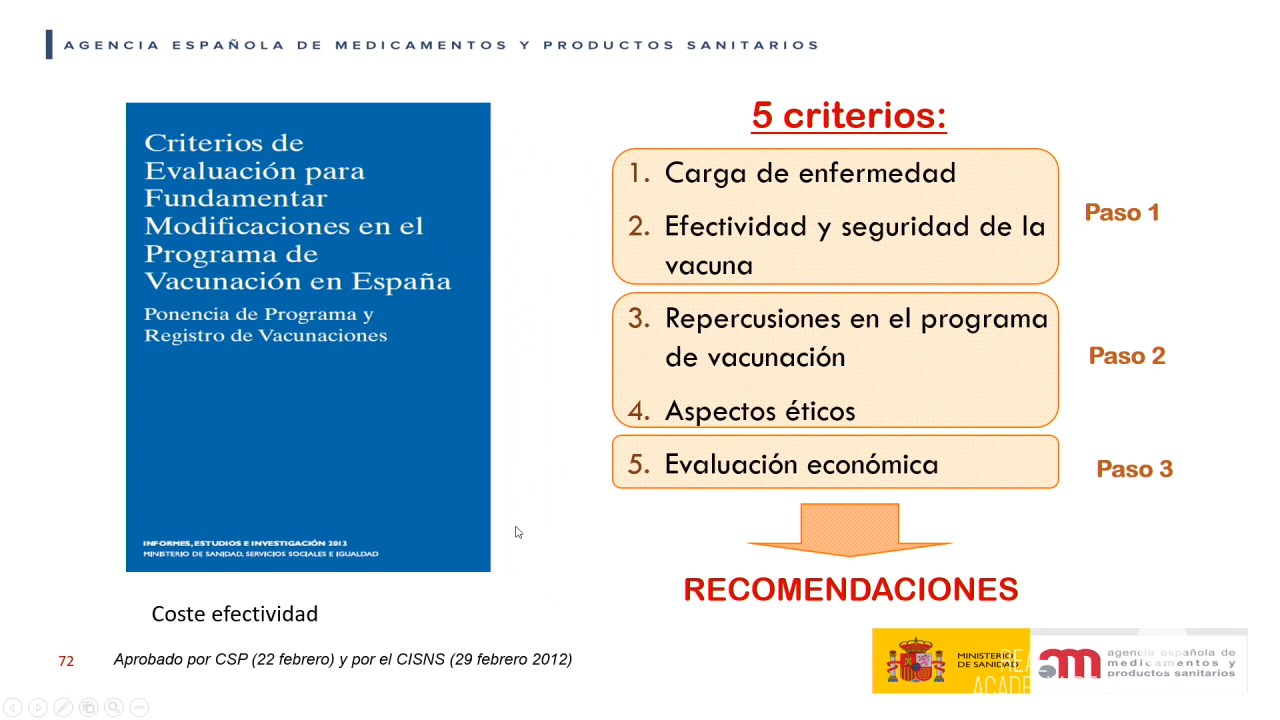 AGENCIA ESPAÑOLA DE MEDICAMENTOS Y PRODUCTOS SANITARIOS
Criterios de
Evaluación para
Fundamentar
Modificaciones en el
Programa de
Vacunación en España
Ponencia de Programa y
Registro de Vacunaciones
INFORMES, ESTUDIOS E INVESTIGACIÓN 2013
MINISTERIO DE SANIDAD, SERVICIOS SOCIALES E IGUALDAD
Coste efectividad
72
Aprobado por CSP (22 febrero) y por el CISNS (29 febrero 2012)
5 criterios:
1. Carga de enfermedad
2. Efectividad y seguridad de la
vacuna
Paso 1
3. Repercusiones en el programa
de vacunación
4. Aspectos éticos
Paso 2
5. Evaluación económica
Paso 3
RECOMENDACIONES
MINISTERIO
DE SANIDAD
agencia española de
medicamentos y
productos sanitarios